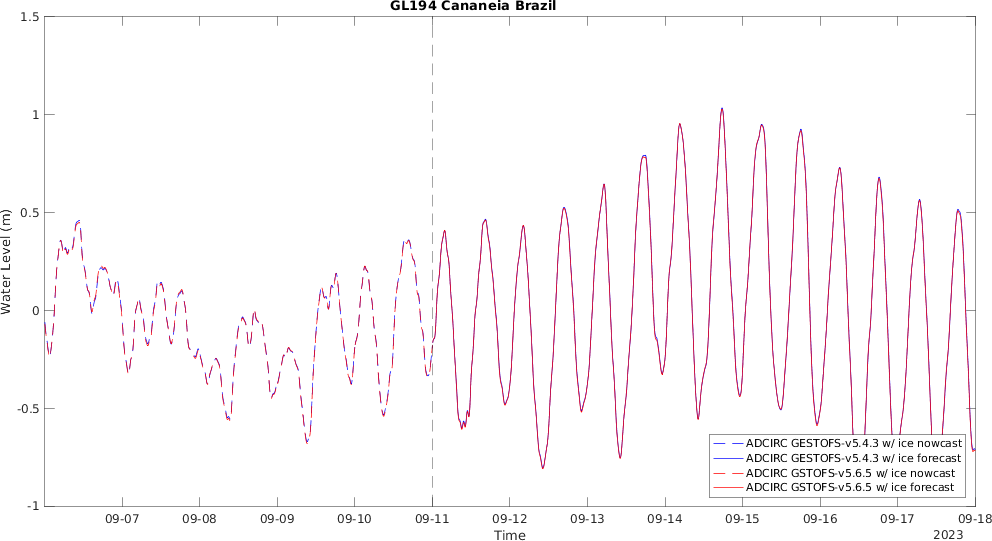 GL194 Cananeia Brazil
1.5
1
0.5
0
-0.5
-1
Water Level (m)
09-07 09-08 09-09 09-10 09-11 09-12 09-13 09-14 09-15 09-16 09-17 09-18
Time
2023
ADCIRC GESTOFS-v5.4.3 w/ ice nowcast
ADCIRC GESTOFS-v5.4.3 w/ ice forecast
ADCIRC GSTOFS-v5.6.5 w/ ice nowcast
ADCIRC GSTOFS-v5.6.5 w/ ice forecast